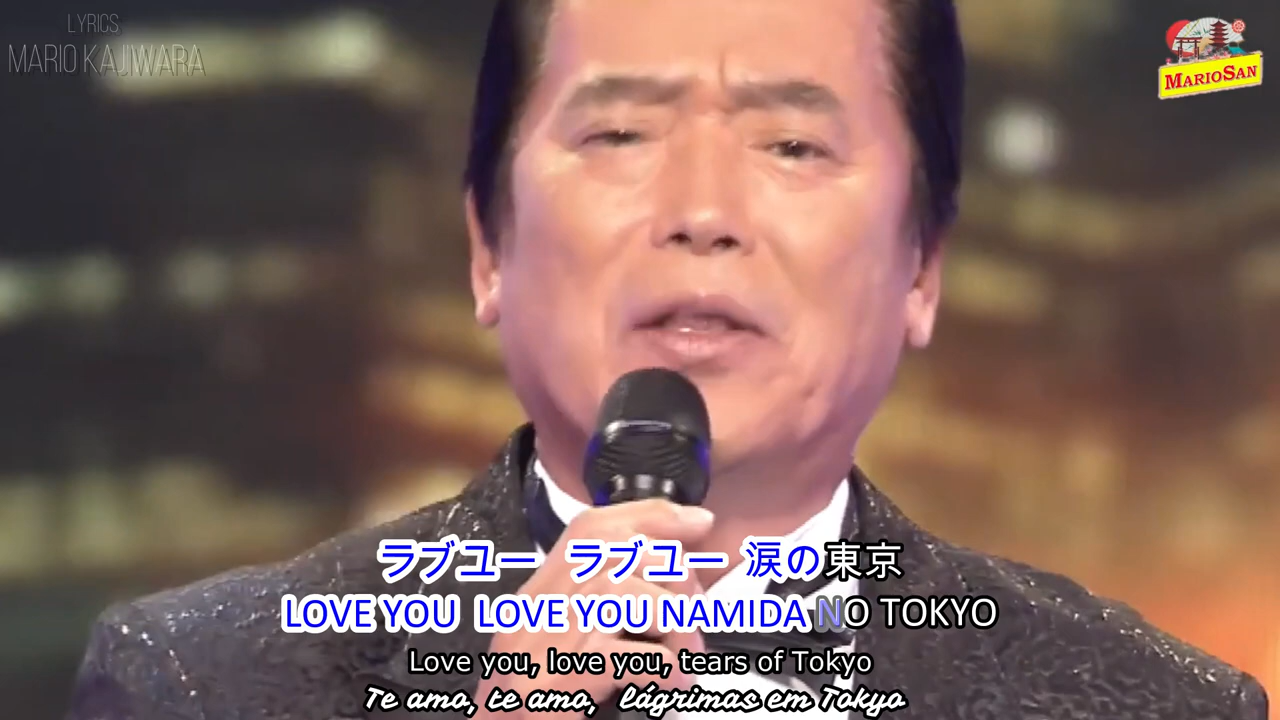 LYRICS
MARIO KAJIWARA
MARIOSAN
ラブユー ラブユー 涙の東京
LOVE YOU LOVE YOU NAMIDA NO TOKYO
Love you, love you, tears of Tokyo
Te amo, te amo, lágrimas em Tokyo